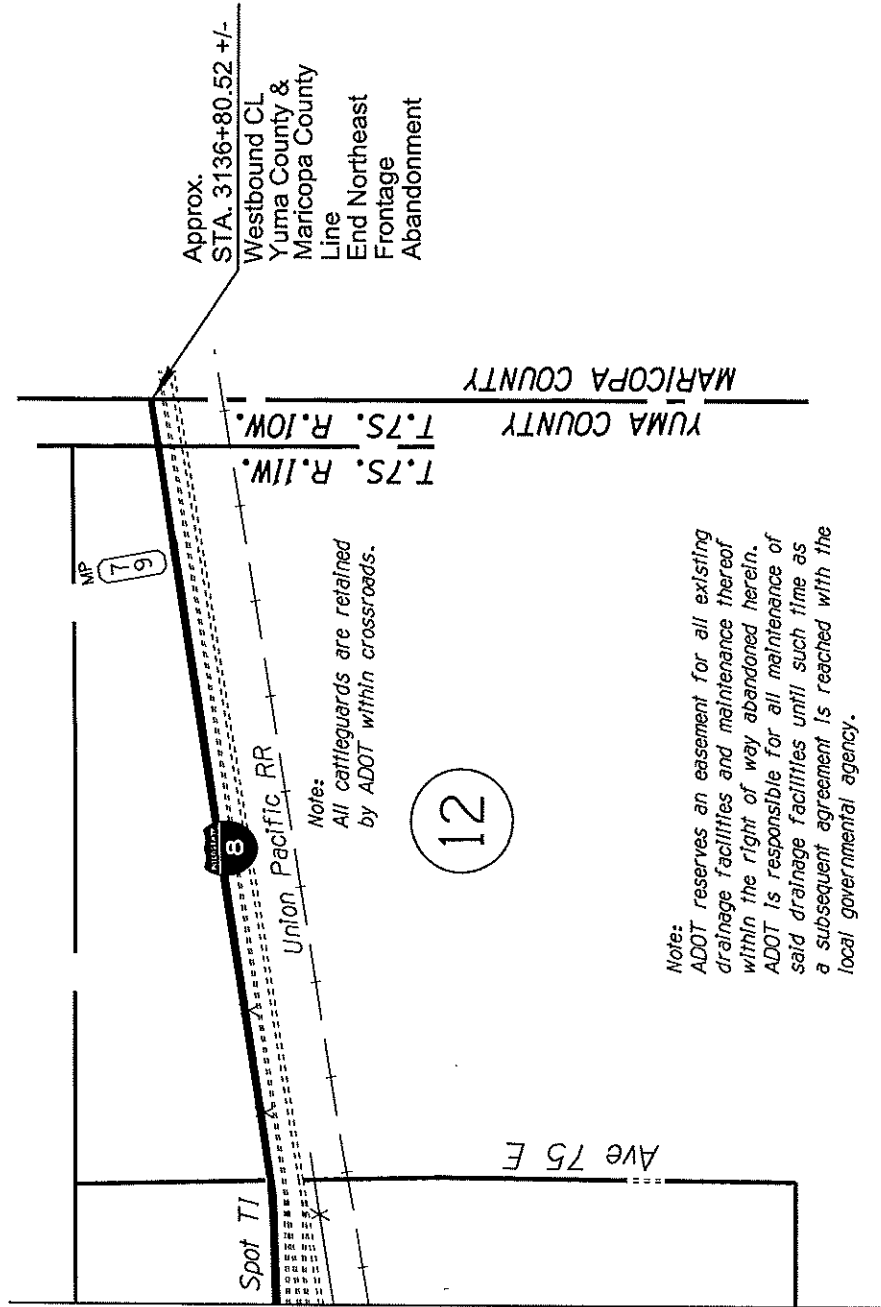 Approx.
STA. 3136+80.52 +/-
Westbound CL
Yuma County &
Maricopa County
Line
End Northeast
Frontage
Abandonment
MARICOPA COUNTY
YUMA COUNTY
T.7S. R.10W.
T.7S. R.11W.
MP
79
INTERSTATE
8
Union Pacific RR
Note:
All cattleguards are retained
by ADOT within crossroads.
12
Spot TI
Ave 75 E
Note:
ADOT reserves an easement for all existing
drainage facilities and maintenance thereof
within the right of way abandoned herein.
ADOT is responsible for all maintenance of
said drainage facilities until such time as
a subsequent agreement is reached with the
local governmental agency.